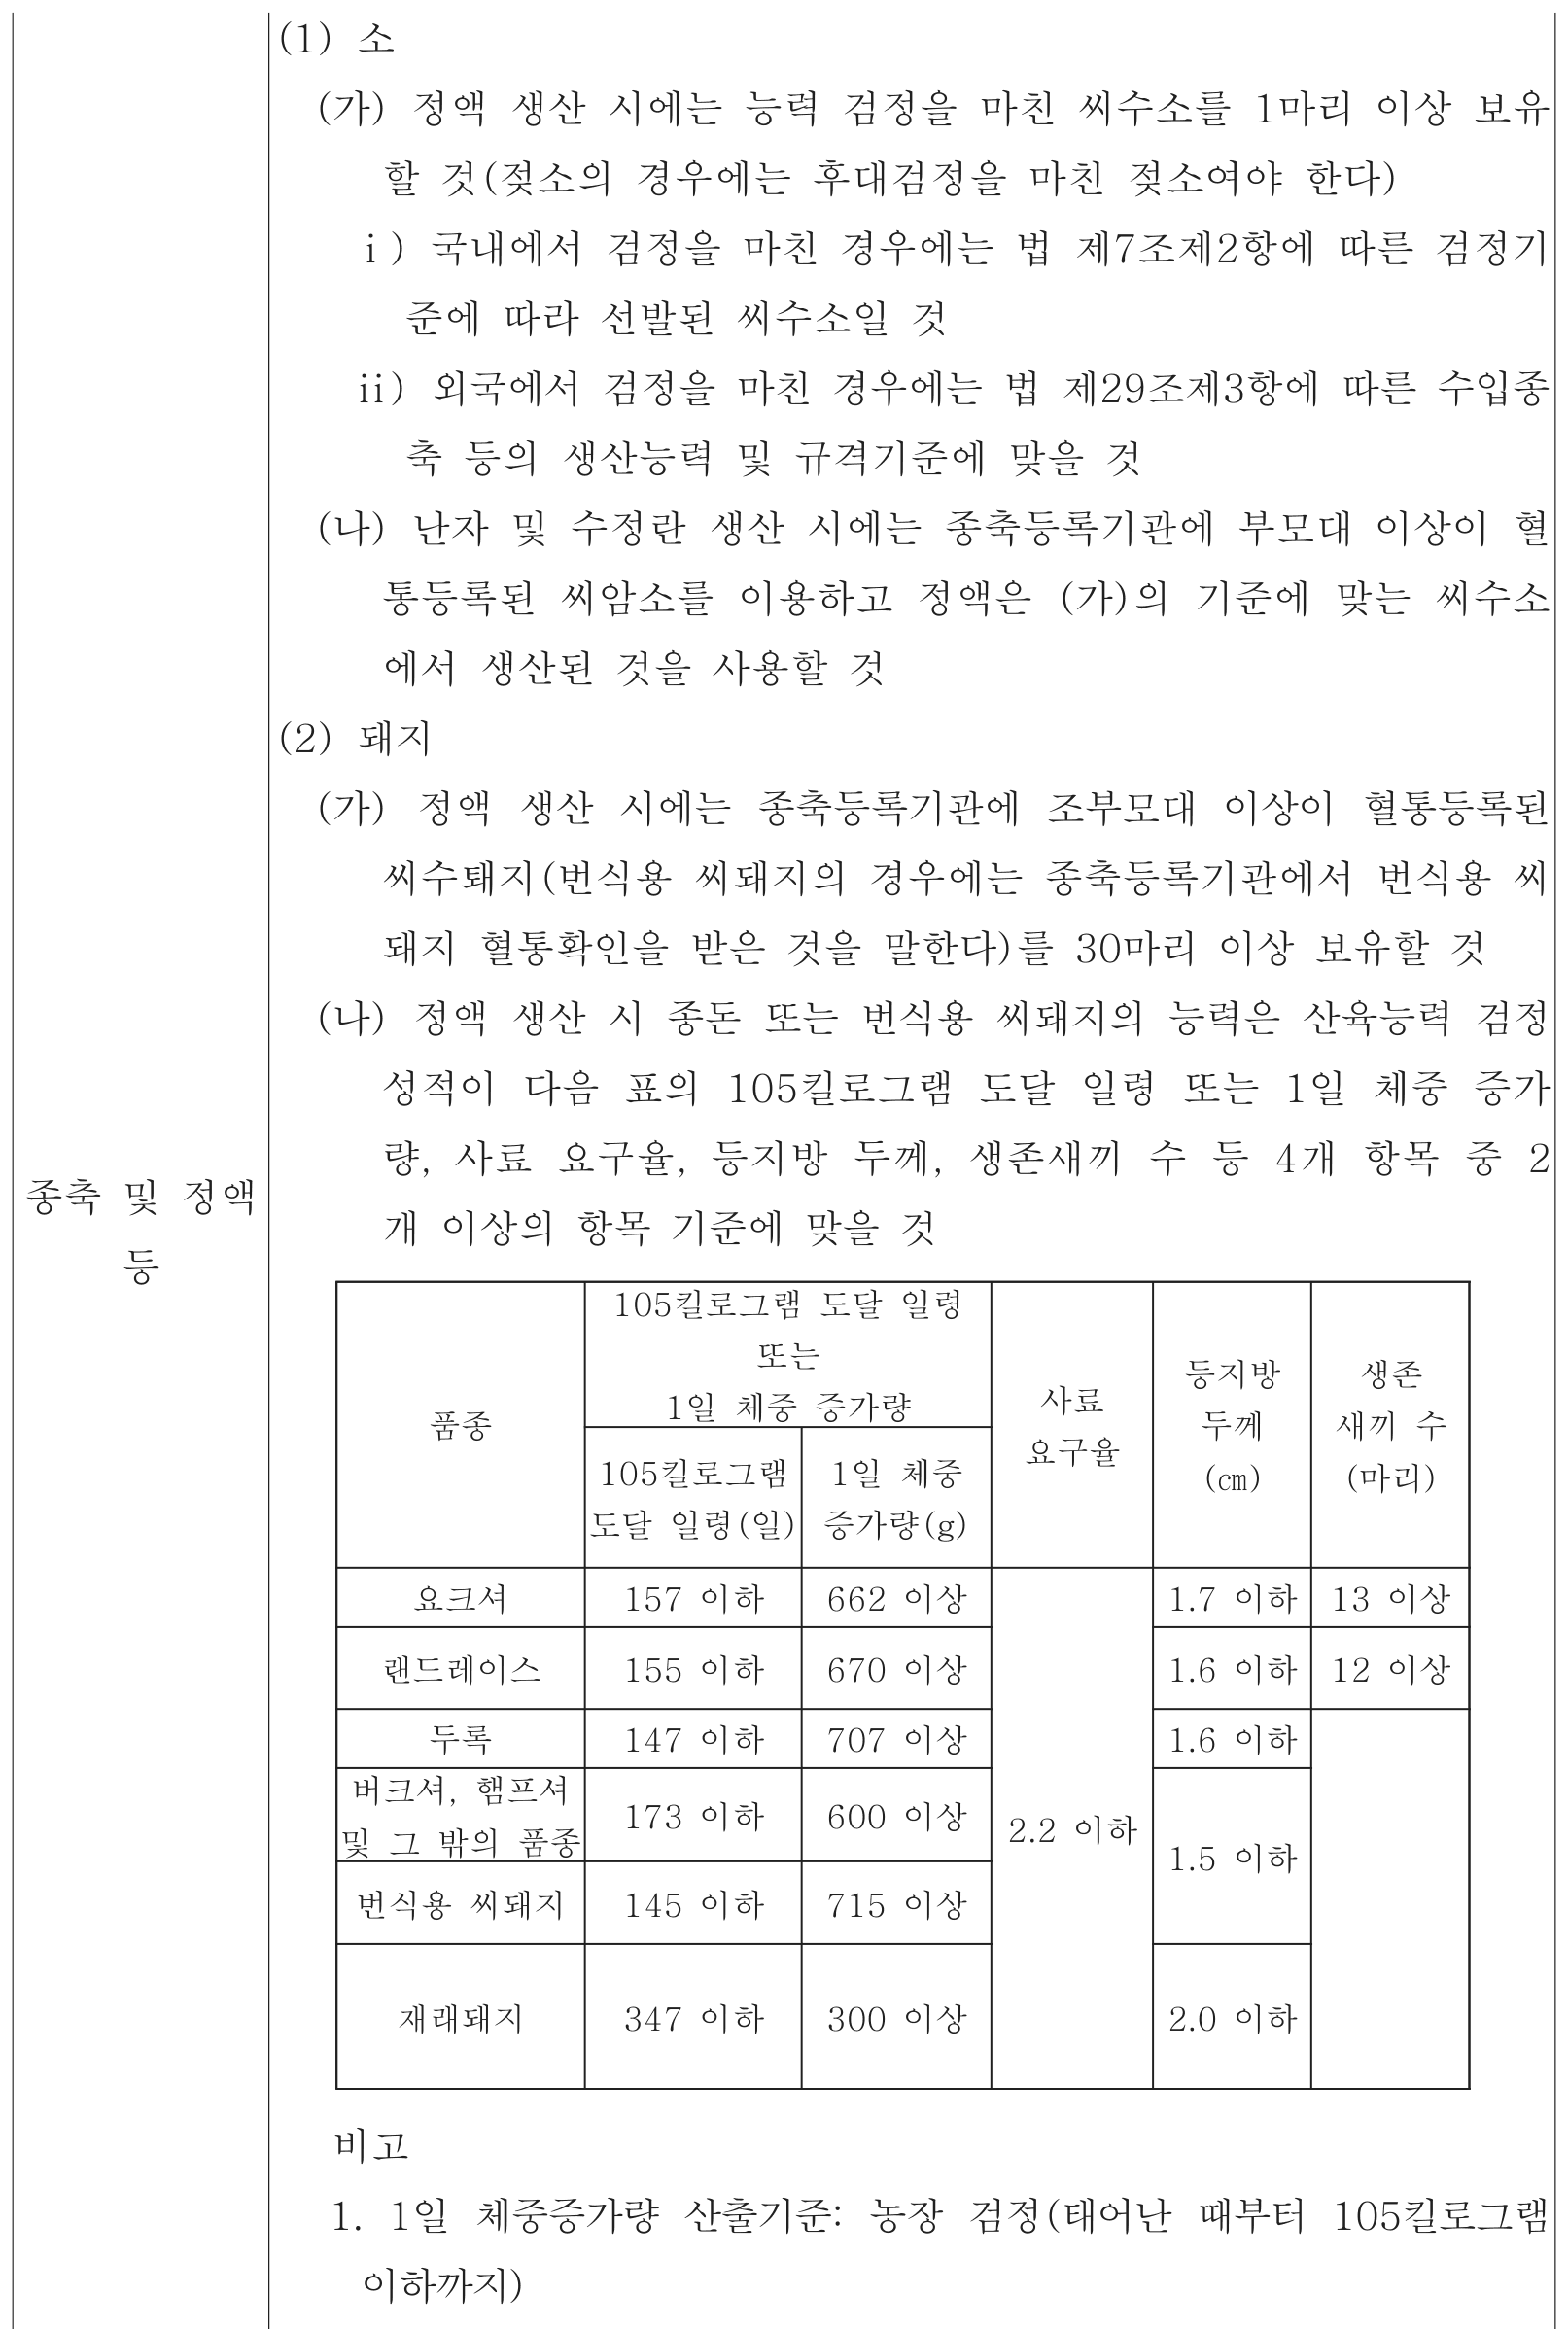 종축 및 정액
등
(1) 소
(가) 정액 생산 시에는 능력 검정을 마친 씨수소를 1마리 이상 보유
할 것(젖소의 경우에는 후대검정을 마친 젖소여야 한다)
ⅰ) 국내에서 검정을 마친 경우에는 법 제7조제2항에 따른 검정기
준에 따라 선발된 씨수소일 것
ⅱ) 외국에서 검정을 마친 경우에는 법 제29조제3항에 따른 수입종
축 등의 생산능력 및 규격기준에 맞을 것
(나) 난자 및 수정란 생산 시에는 종축등록기관에 부모대 이상이 혈
통등록된 씨암소를 이용하고 정액은 (가)의 기준에 맞는 씨수소
에서 생산된 것을 사용할 것
(2) 돼지
(가) 정액 생산 시에는 종축등록기관에 조부모대 이상이 혈통등록된
씨수퇘지(번식용 씨돼지의 경우에는 종축등록기관에서 번식용 씨
돼지 혈통확인을 받은 것을 말한다)를 30마리 이상 보유할 것
(나) 정액 생산 시 종돈 또는 번식용 씨돼지의 능력은 산육능력 검정
성적이 다음 표의 105킬로그램 도달 일령 또는 1일 체중 증가
량, 사료 요구율, 등지방 두께, 생존새끼 수 등 4개 항목 중 2
개 이상의 항목 기준에 맞을 것
품종
105킬로그램 도달 일령
또는
1일 체중 증가량
105킬로그램
도달 일령(일)
1일 체중
증가량(g)
사료
요구율
등지방
두께
(㎝)
생존
새끼 수
(마리)
요크셔 157 이하 662 이상 1.7 이하 13 이상
랜드레이스 155 이하 670 이상 1.6 이하 12 이상
두록 147 이하 707 이상 1.6 이하
버크셔, 햄프셔
및 그 밖의 품종
173 이하 600 이상
2.2 이하
1.5 이하
번식용 씨돼지 145 이하 715 이상
재래돼지 347 이하 300 이상 2.0 이하
비고
1. 1일 체중증가량 산출기준: 농장 검정(태어난 때부터 105킬로그램
이하까지)